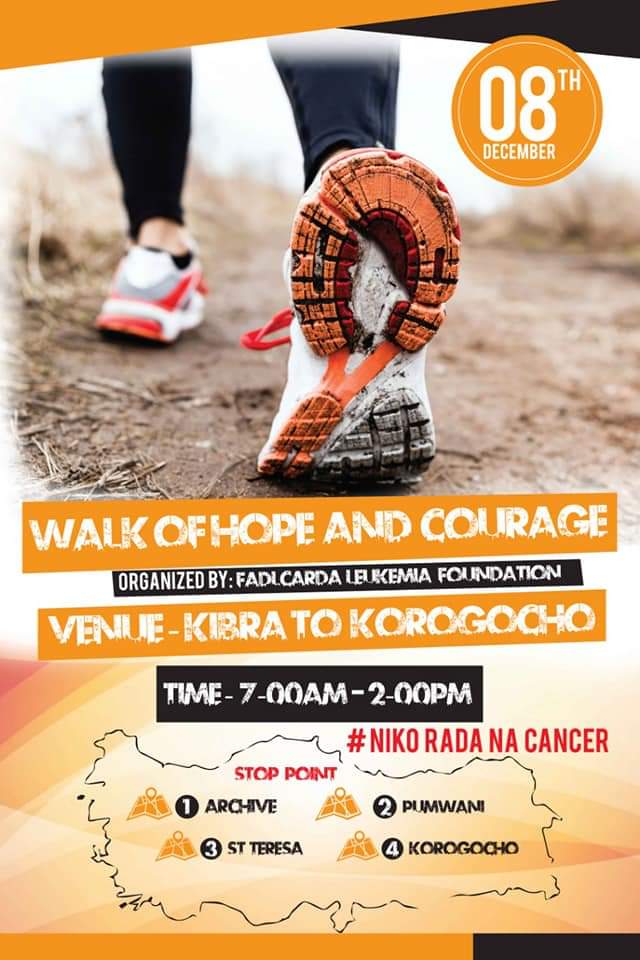 08TH
DECEMBER
WALK OF HOPE AND COURAGE
ORGANIZED BY: FADLCARDA LEUKEMIA FOUNDATION
VENUE - KIBRA TO KOROGOCHO
TIME - 7-00AM - 2-00PM
# NIKO RADA NA CANCER
STOP POINT
1 ARCHIVE
2 PUMWANI
3 ST TERESA
4 KOROGOCHO